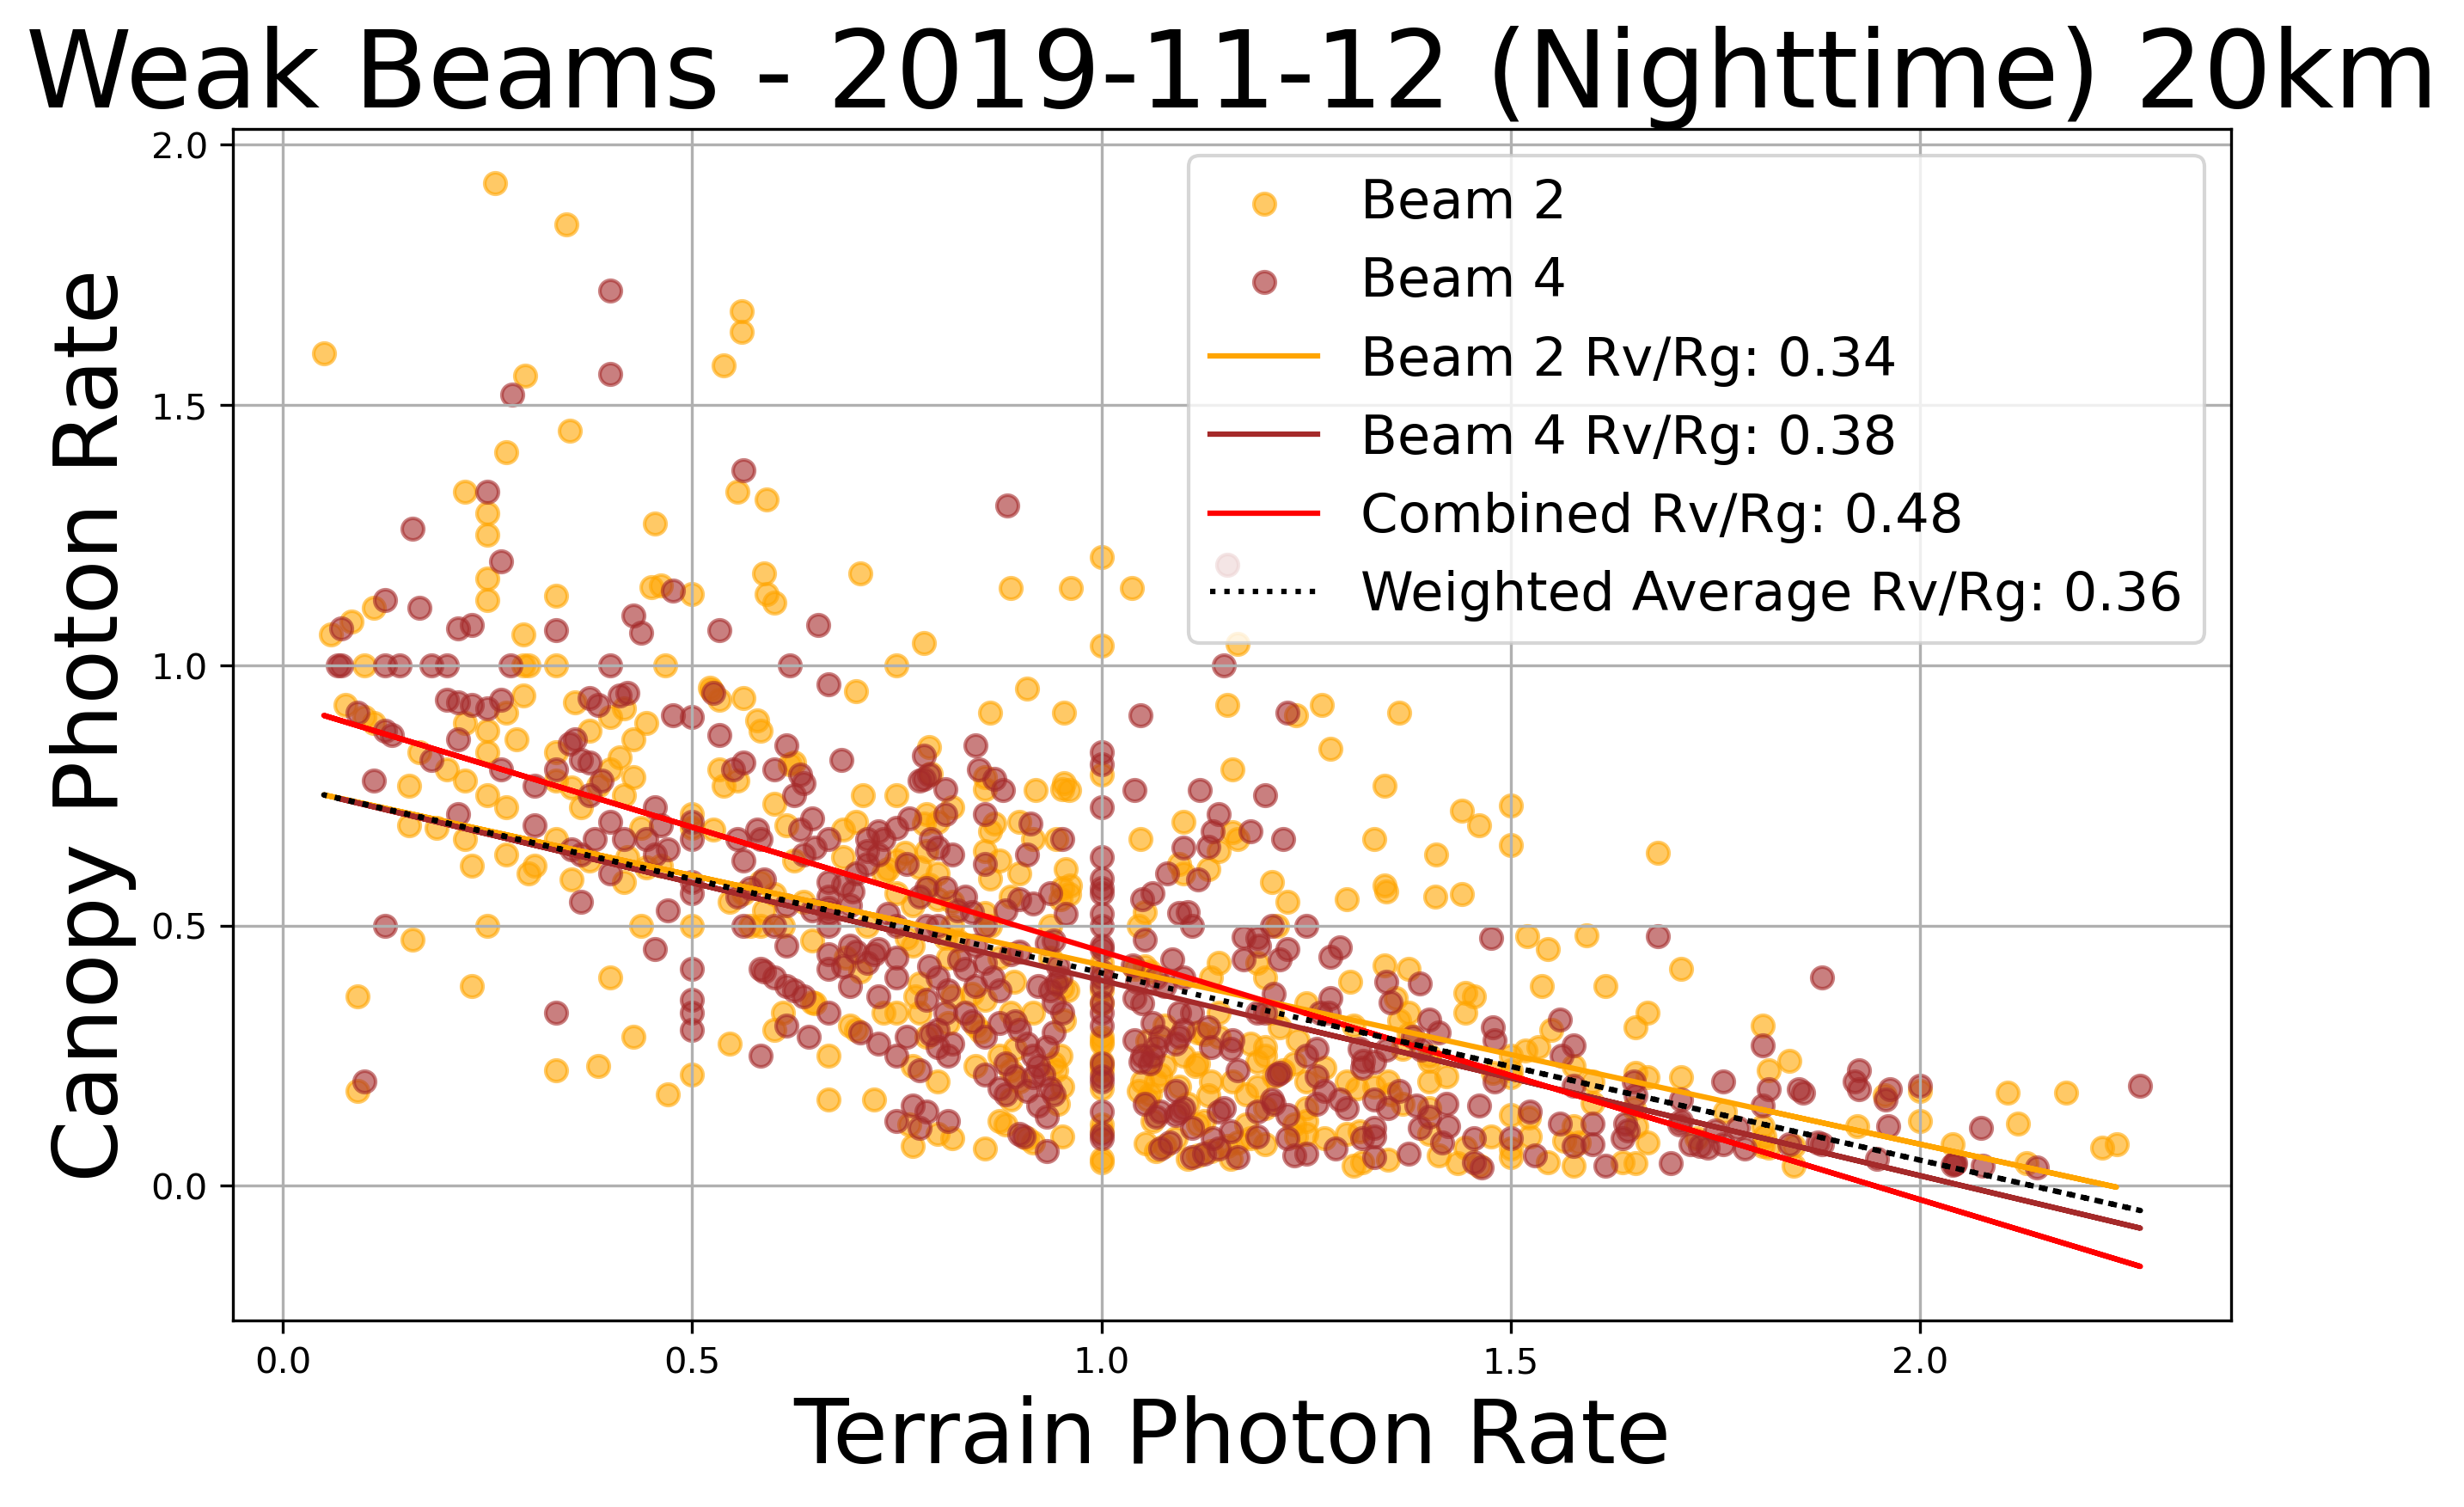 Weak Beams - 2019-11-12 (Nighttime) 20km
Canopy Photon Rate
2.0
1.5
1.0
0.5
0.0
Beam 2
Beam 4
Beam 2 Rv/Rg: 0.34
Beam 4 Rv/Rg: 0.38
Combined Rv/Rg: 0.48
Weighted Average Rv/Rg: 0.36
0.0 0.5 1.0 1.5 2.0
Terrain Photon Rate